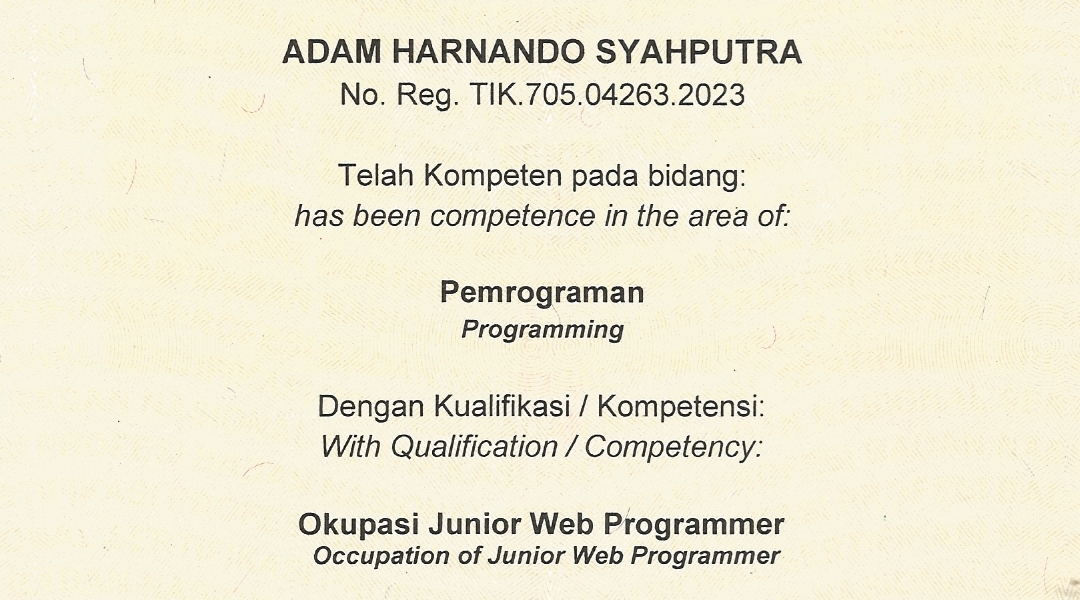 ADAM HARNANDO SYAHPUTRA
No. Reg. TIK.705.04263.2023
Telah Kompeten pada bidang:
has been competence in the area of:
Pemrograman
Programming
Dengan Kualifikasi / Kompetensi:
With Qualification / Competency:
Okupasi Junior Web Programmer
Occupation of Junior Web Programmer